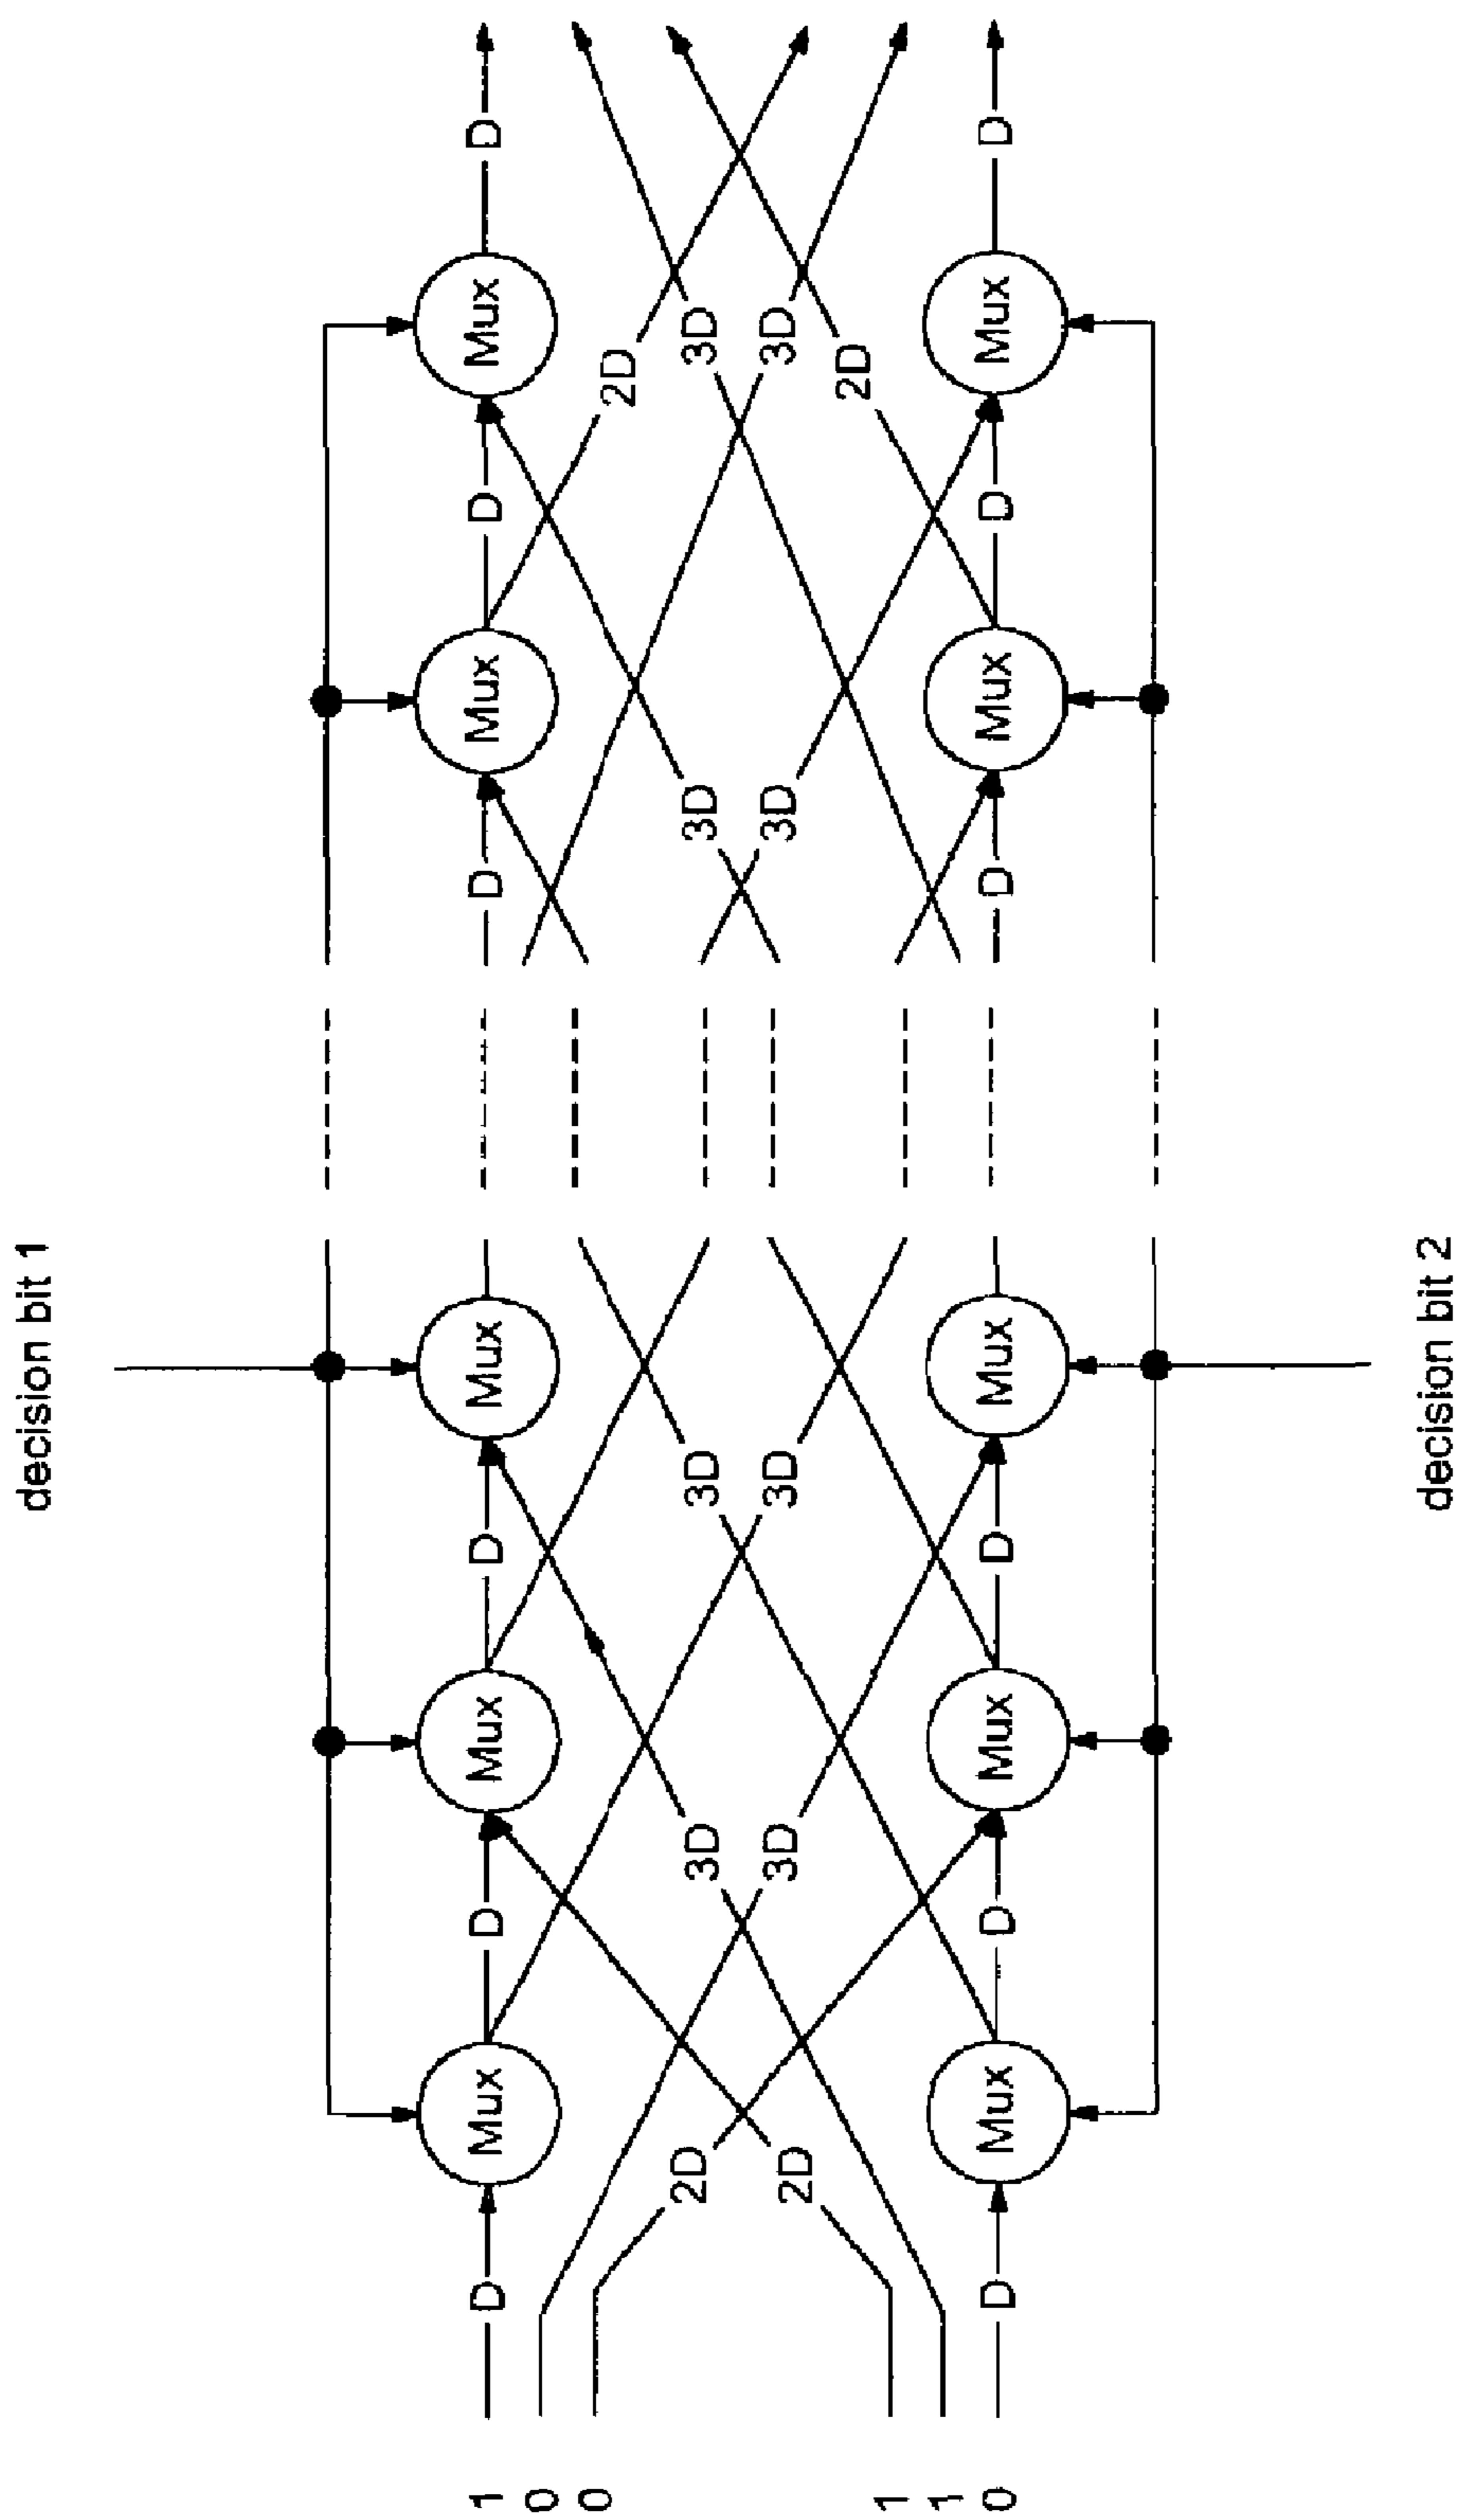 decision bit 1
1 D Mux D Mux D Mux D Mux D Mux D
0
0
2D
2D 3D 3D 3D 3D
2D 3D 3D 3D 3D
2D
1
1
0 D Mux D Mux D Mux D Mux D Mux D
decision bit 2